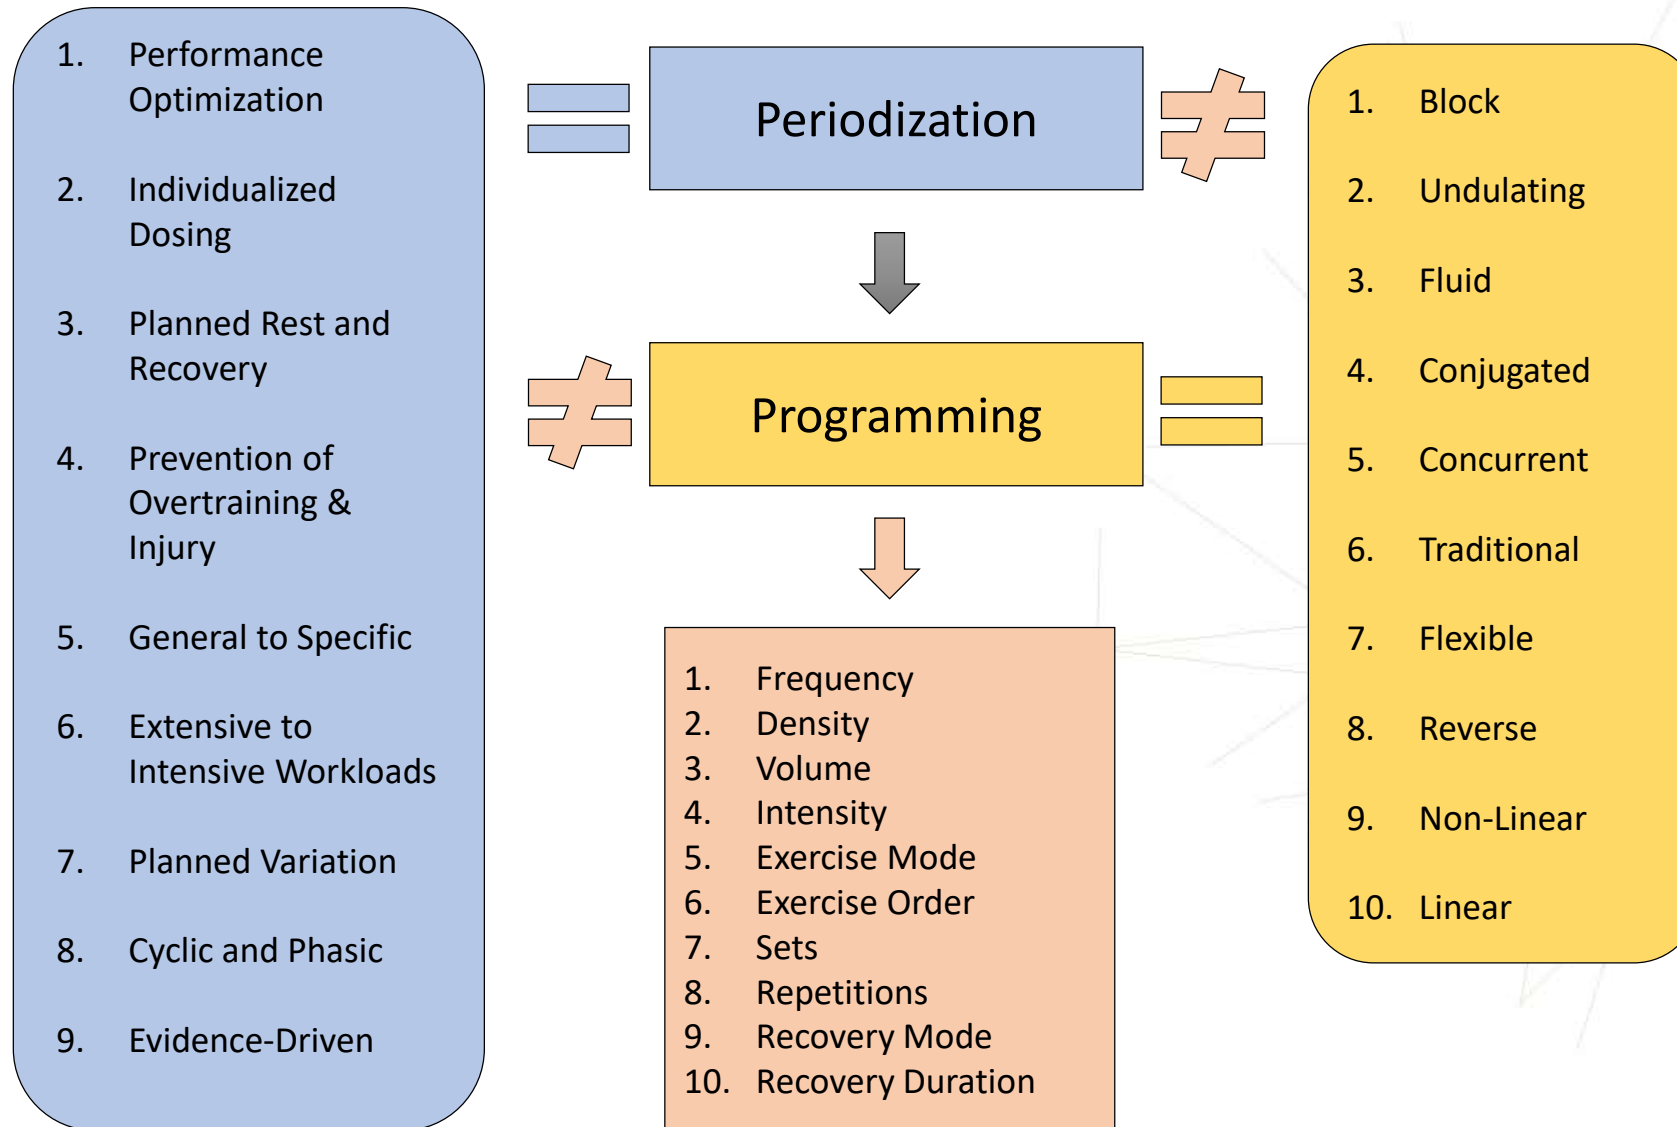 1. Performance
Optimization
2. Individualized
Dosing
3. Planned Rest and
Recovery
4. Prevention of
Overtraining &
Injury
5. General to Specific
6. Extensive to
Intensive Workloads
7. Planned Variation
8. Cyclic and Phasic
9. Evidence-Driven
Periodization
Programming
1. Frequency
2. Density
3. Volume
4. Intensity
5. Exercise Mode
6. Exercise Order
7. Sets
8. Repetitions
9. Recovery Mode
10. Recovery Duration
1. Block
2. Undulating
3. Fluid
4. Conjugated
5. Concurrent
6. Traditional
7. Flexible
8. Reverse
9. Non-Linear
10. Linear